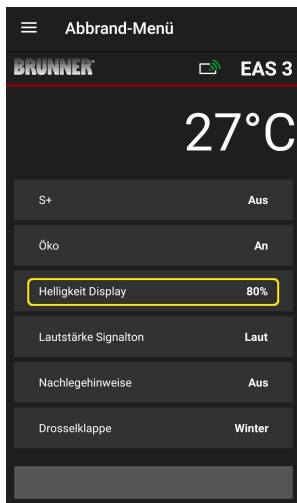 Abbrand-Menü
BRUNNER® EAS 3
27°C
S+ Aus
Öko An
Helligkeit Display 80%
Lautstärke Signalton Laut
Nachlegehinweise Aus
Drosselklappe Winter